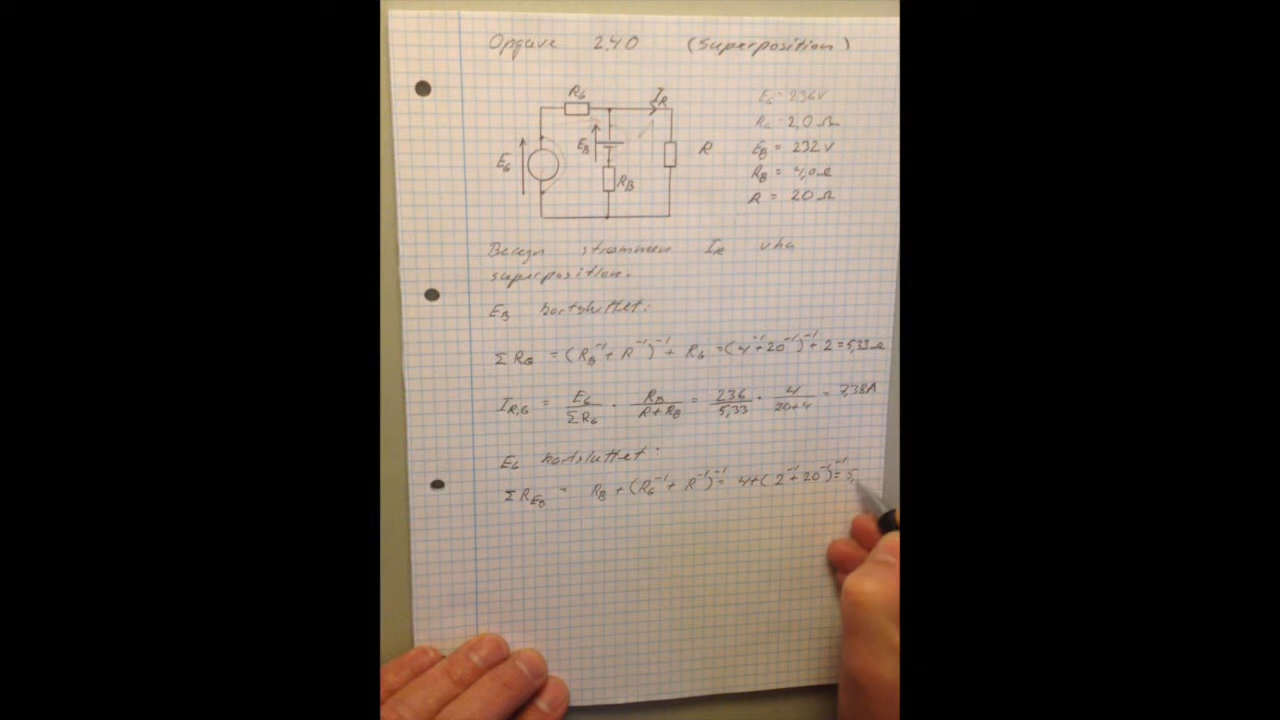 Opgave 2,40 (Superposition)
R_G I_R
E_G = 236V
R_G = 2,0 Ω
E_B = 232 V
R_B = 4,0 Ω
R = 20 Ω
E_G E_B R_B R
Beregn strømmen I_R vha
superposition.
E_B kortsluttet:
ΣR_G = (R_B⁻¹ + R⁻¹)⁻¹ + R_G = (4⁻¹+20⁻¹)⁻¹ + 2 = 5,33 Ω
I_R,G = E_G/ΣR_G · R_B/(R+R_B) = 236/5,33 · 4/(20+4) = 7,38A
E_G kortsluttet:
ΣR_EB = R_B + (R_G⁻¹ + R⁻¹)⁻¹ = 4+(2⁻¹+20⁻¹)⁻¹ = 5,